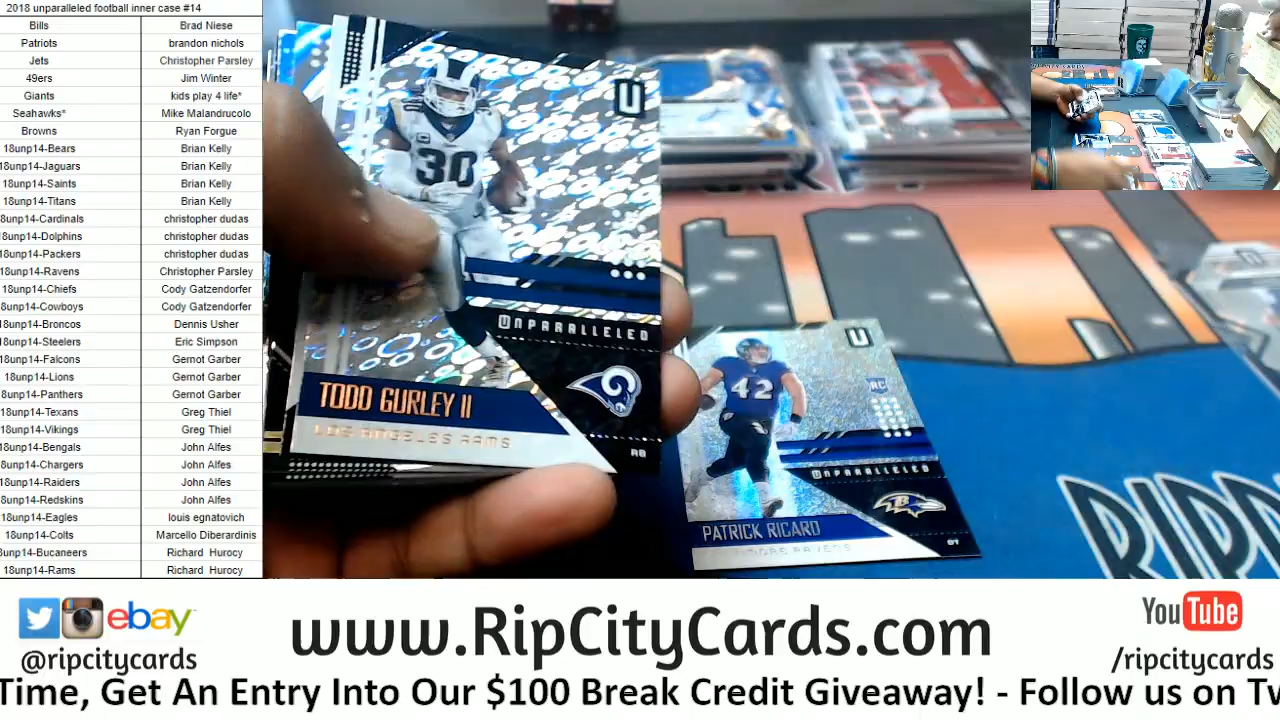 2018 unparalleled football inner case #14
Bills Brad Niese
Patriots brandon nichols
Jets Christopher Parsley
49ers Jim Winter
Giants kids play 4 life*
Seahawks* Mike Malandrucolo
Browns Ryan Forgue
18unp14-Bears Brian Kelly
18unp14-Jaguars Brian Kelly
18unp14-Saints Brian Kelly
18unp14-Titans Brian Kelly
8unp14-Cardinals christopher dudas
8unp14-Dolphins christopher dudas
8unp14-Packers christopher dudas
18unp14-Ravens Christopher Parsley
18unp14-Chiefs Cody Gatzendorfer
8unp14-Cowboys Cody Gatzendorfer
18unp14-Broncos Dennis Usher
18unp14-Steelers Eric Simpson
18unp14-Falcons Gernot Garber
18unp14-Lions Gernot Garber
8unp14-Panthers Gernot Garber
18unp14-Texans Greg Thiel
18unp14-Vikings Greg Thiel
18unp14-Bengals John Alfes
8unp14-Chargers John Alfes
18unp14-Raiders John Alfes
8unp14-Redskins John Alfes
18unp14-Eagles louis egnatovich
18unp14-Colts Marcello Diberardinis
unp14-Bucaneers Richard Hurocy
18unp14-Rams Richard Hurocy
U
30
UNPARALLELED
TODD GURLEY II
LOS ANGELES RAMS
RB
U
42
RC
UNPARALLELED
PATRICK RICARD
RIPP
ebay
@ripcitycards
www.RipCityCards.com
YouTube
/ripcitycards
Time, Get An Entry Into Our $100 Break Credit Giveaway! - Follow us on Tw